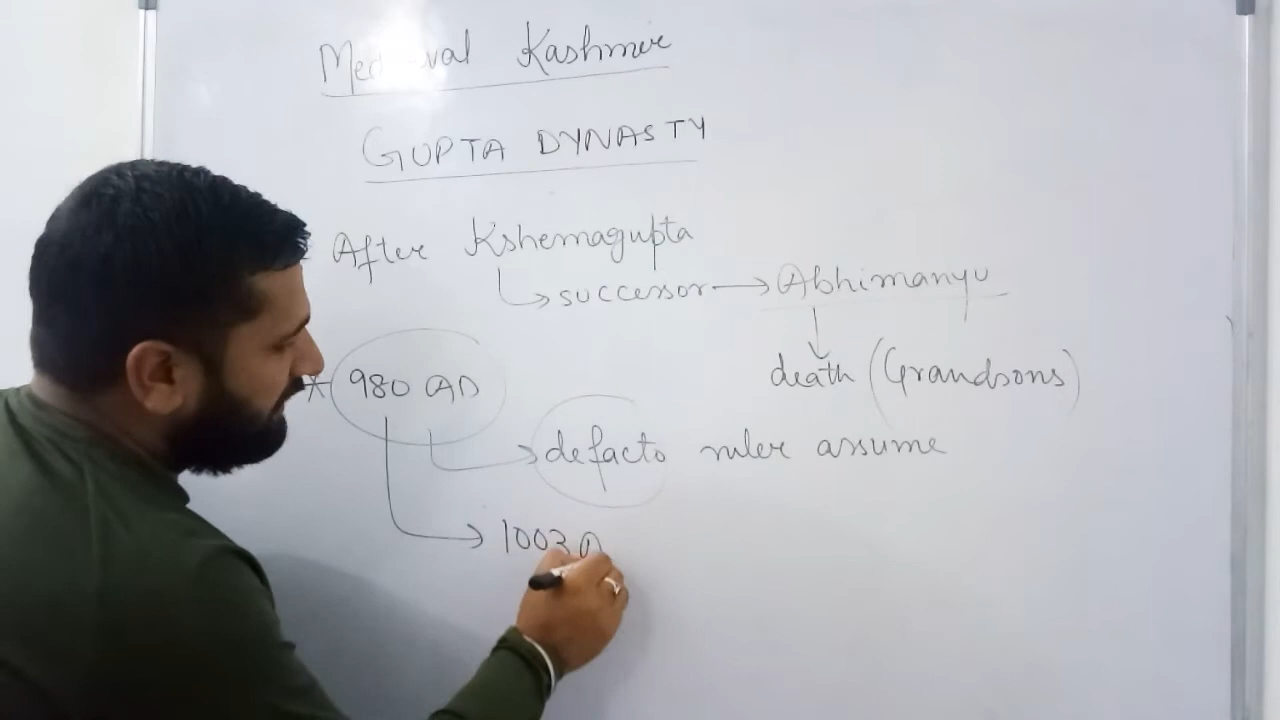 Medieval Kashmir
GUPTA DYNASTY
After Kshemagupta
→ successor → Abhimanyu
↓
death (Grandsons)
* 980 AD
→ defacto ruler assume
→ 1003 A